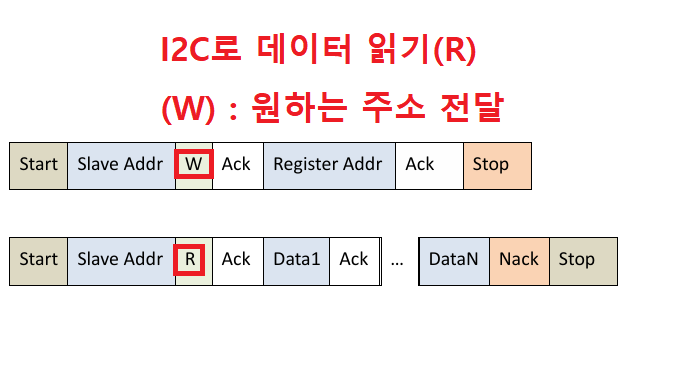 I2C로 데이터 읽기(R)
(W) : 원하는 주소 전달
Start Slave Addr W Ack Register Addr Ack Stop
Start Slave Addr R Ack Data1 Ack ... DataN Nack Stop